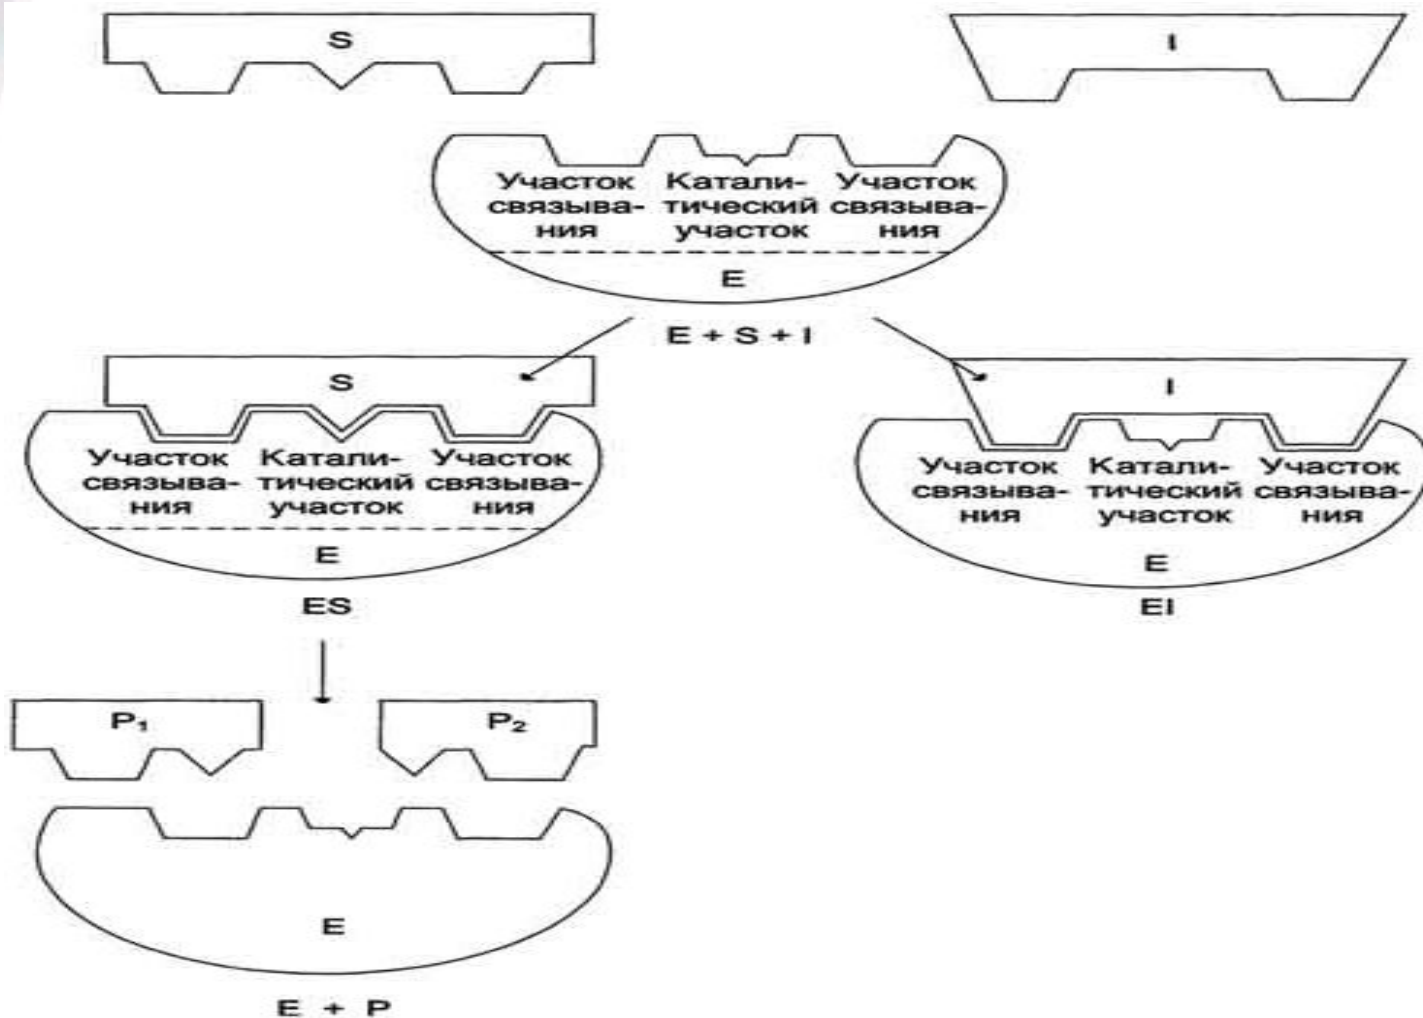 S
I
Участок Катали- Участок
связыва- тический связыва-
ния участок ния
E
E + S + I
S
I
Участок Катали- Участок
связыва- тический связыва-
ния участок ния
E
ES
Участок Катали- Участок
связыва- тический связыва-
ния участок ния
E
EI
P₁
P₂
E
E + P